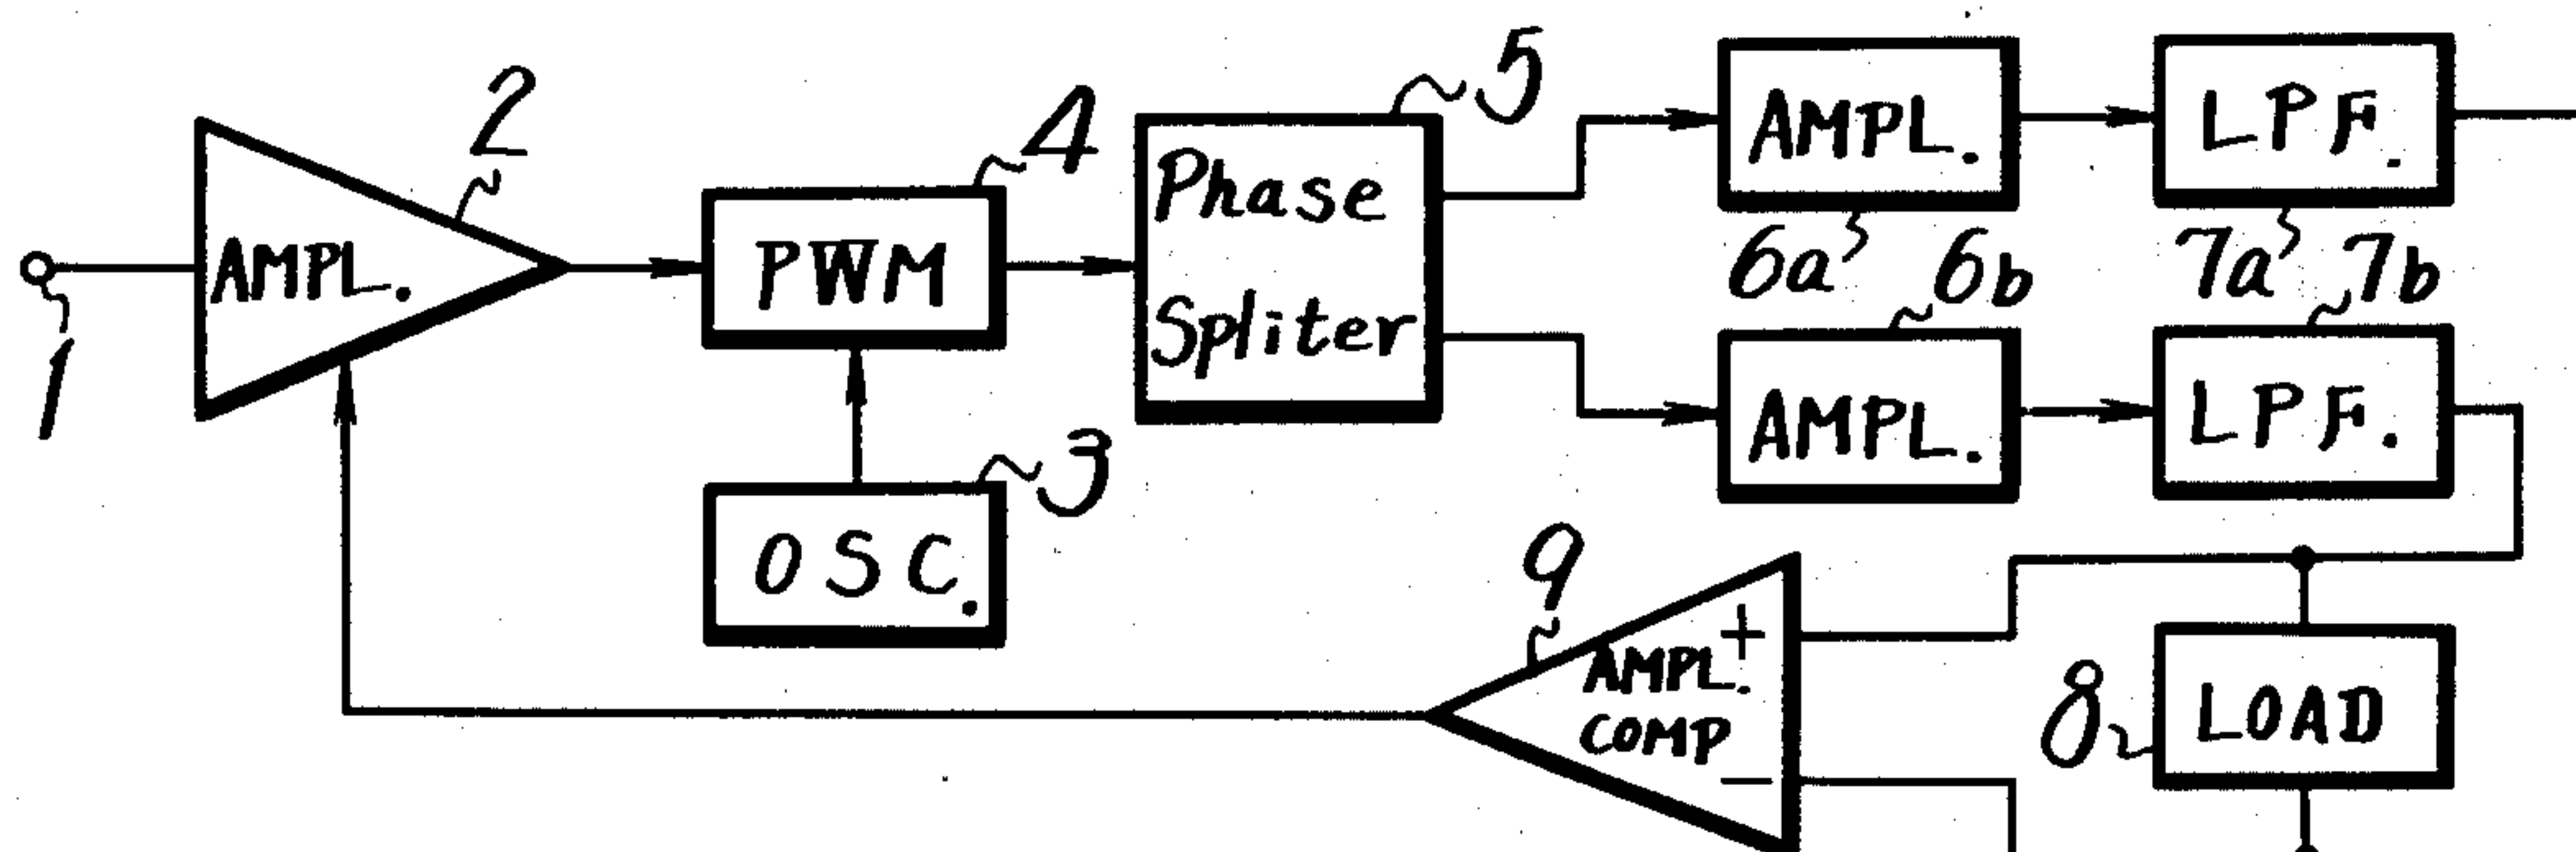 5
2
4
AMPL.
LPF.
Phase
Spliter
AMPL.
PWM
6a
6b
7a
7b
1
AMPL.
LPF.
3
OSC.
9
+
AMPL.
COMP
-
8
LOAD